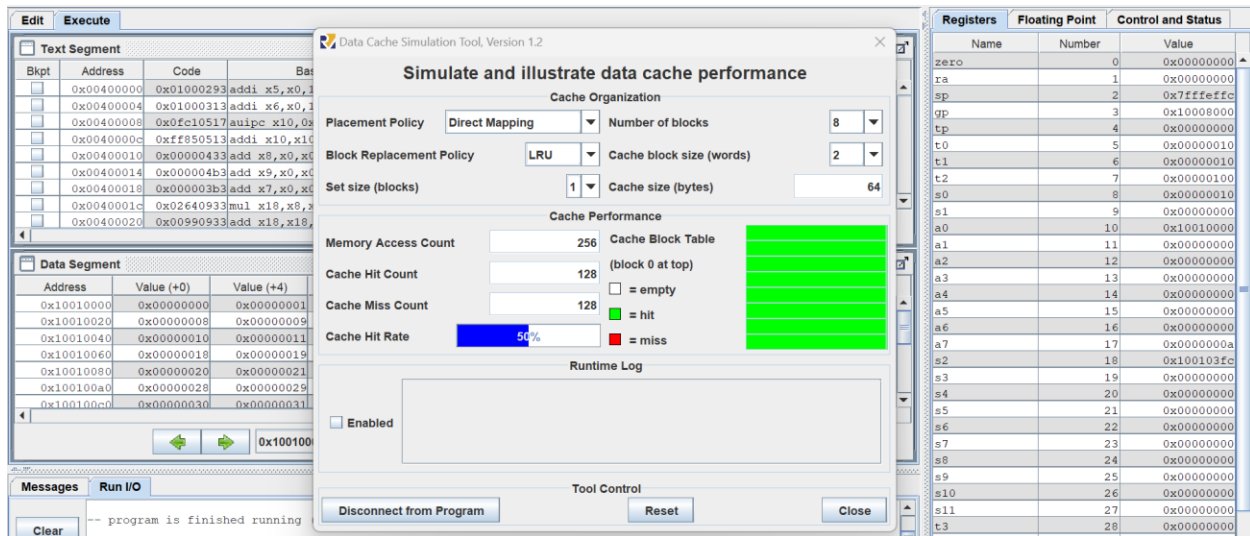 Edit Execute
Text Segment
Bkpt Address Code Bas
0x00400000 0x01000293 addi x5,x0,1
0x00400004 0x01000313 addi x6,x0,1
0x00400008 0x0fc10517 auipc x10,0x
0x0040000c 0xff850513 addi x10,x10
0x00400010 0x00000433 add x8,x0,x0
0x00400014 0x000004b3 add x9,x0,x0
0x00400018 0x000003b3 add x7,x0,x0
0x0040001c 0x02640933 mul x18,x8,x
0x00400020 0x00990933 add x18,x18,
Data Segment
Address Value (+0) Value (+4)
0x10010000 0x00000000 0x00000001
0x10010020 0x00000008 0x00000009
0x10010040 0x00000010 0x00000011
0x10010060 0x00000018 0x00000019
0x10010080 0x00000020 0x00000021
0x100100a0 0x00000028 0x00000029
0x100100c0 0x00000030 0x00000031
0x100100
Messages Run I/O
-- program is finished running
Clear
Data Cache Simulation Tool, Version 1.2
Simulate and illustrate data cache performance
Cache Organization
Placement Policy Direct Mapping Number of blocks 8
Block Replacement Policy LRU Cache block size (words) 2
Set size (blocks) 1 Cache size (bytes) 64
Cache Performance
Memory Access Count 256 Cache Block Table
(block 0 at top)
Cache Hit Count 128
= empty
Cache Miss Count 128
= hit
Cache Hit Rate 50%
= miss
Runtime Log
Enabled
Tool Control
Disconnect from Program Reset Close
Registers Floating Point Control and Status
Name Number Value
zero 0 0x00000000
ra 1 0x00000000
sp 2 0x7fffeffc
gp 3 0x10008000
tp 4 0x00000000
t0 5 0x00000010
t1 6 0x00000010
t2 7 0x00000100
s0 8 0x00000010
s1 9 0x00000000
a0 10 0x10010000
a1 11 0x00000000
a2 12 0x00000000
a3 13 0x00000000
a4 14 0x00000000
a5 15 0x00000000
a6 16 0x00000000
a7 17 0x0000000a
s2 18 0x100103fc
s3 19 0x00000000
s4 20 0x00000000
s5 21 0x00000000
s6 22 0x00000000
s7 23 0x00000000
s8 24 0x00000000
s9 25 0x00000000
s10 26 0x00000000
s11 27 0x00000000
t3 28 0x00000000